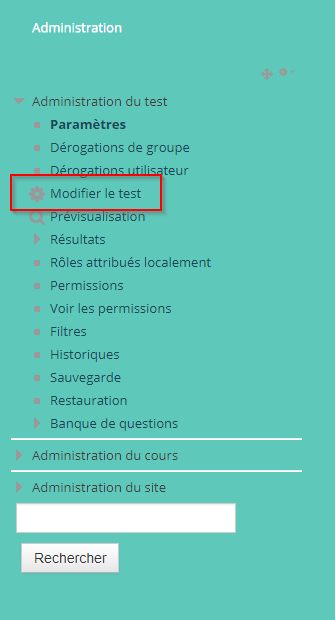 Administration
Administration du test
Paramètres
Dérogations de groupe
Dérogations utilisateur
Modifier le test
Prévisualisation
Résultats
Rôles attribués localement
Permissions
Voir les permissions
Filtres
Historiques
Sauvegarde
Restauration
Banque de questions
Administration du cours
Administration du site
Rechercher